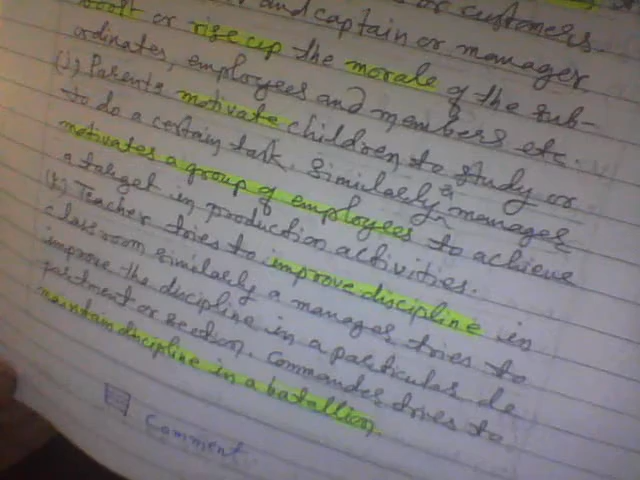 or customers.
boost or and captain or manager
rise up the morale of the sub-
ordinates, employees and members etc.
(j) Parents motivate children to study or
to do a certain task. Similarly a manager
motivates a group of employees to achieve
a target in production activities.
(k) Teacher tries to improve discipline in
class room similarly a manager tries to
improve the discipline in a particular de
partment or section. Commander tries to
maintain discipline in a batallion.
Comment